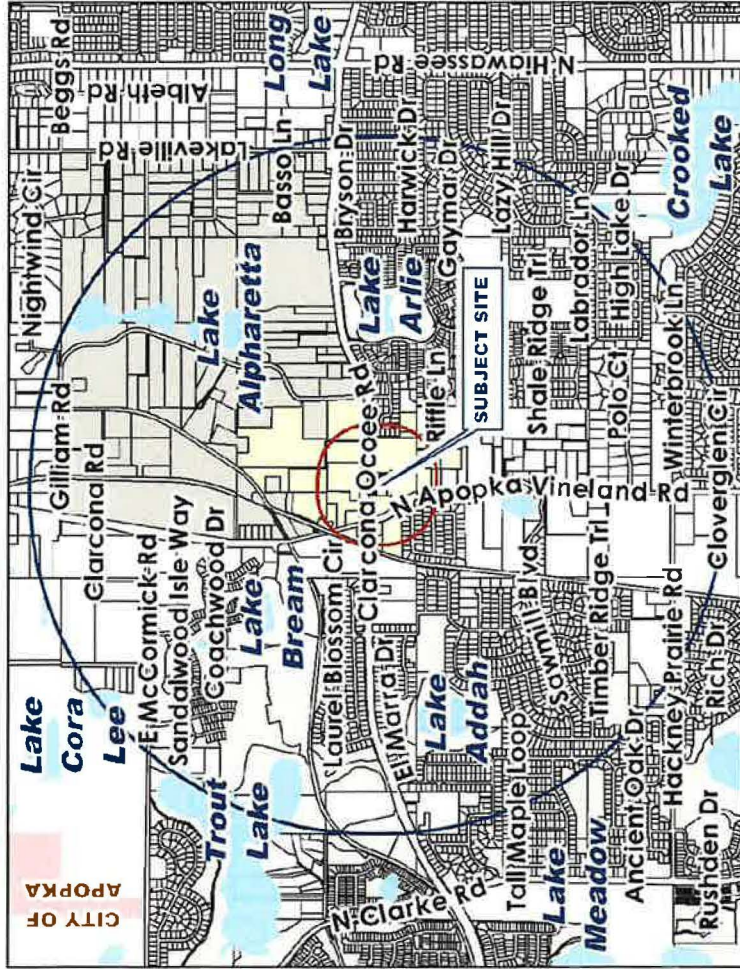 Nightwind Cir
Beggs Rd
Albeth Rd
Lakeville Rd
Long
Lake
Gilliam Rd
Clarcona Rd
Lake
Cora
Lee
E McCormick Rd
Sandalwood Isle Way
Coachwood Dr
CITY OF
APOPKA
Lake
Alpharetta
Basso Ln
Bryson Dr
N Hiawassee Rd
Trout
Lake
Lake
Bream
Laurel Blossom Cir
Clarcona Ocoee Rd
El Marra Dr
Lake
Arlie
Harwick Dr
Gaymar Dr
Lazy Hill Dr
Riffle Ln
SUBJECT SITE
N Apopka Vineland Rd
N Clarke Rd
Lake
Addah
Tall Maple Loop
Sawmill Blvd
Shale Ridge Trl
Labrador Ln
High Lake Dr
Crooked
Lake
Lake
Meadow
Timber Ridge Trl
Polo Ct
Winterbrook Ln
Ancient Oak Dr
Hackney Prairie Rd
Rich Dr
Cloverglen Cir
Rushden Dr